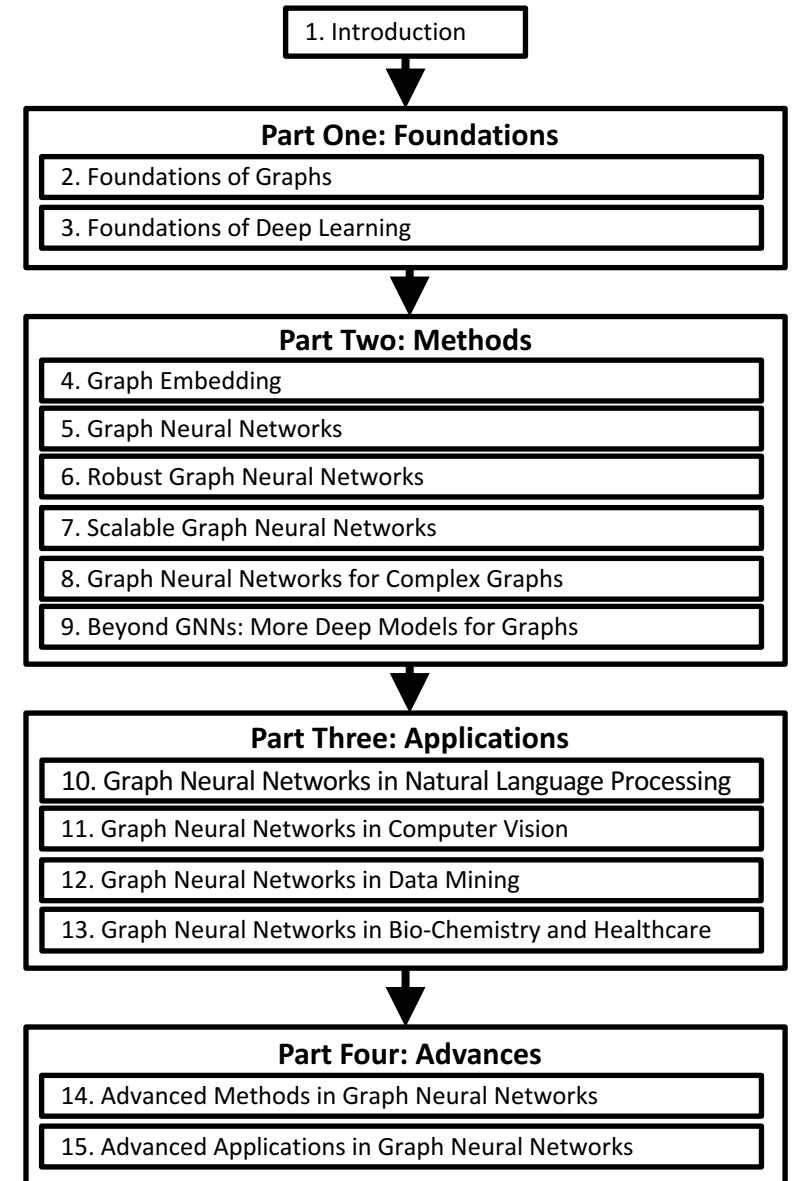 1. Introduction
Part One: Foundations
2. Foundations of Graphs
3. Foundations of Deep Learning
Part Two: Methods
4. Graph Embedding
5. Graph Neural Networks
6. Robust Graph Neural Networks
7. Scalable Graph Neural Networks
8. Graph Neural Networks for Complex Graphs
9. Beyond GNNs: More Deep Models for Graphs
Part Three: Applications
10. Graph Neural Networks in Natural Language Processing
11. Graph Neural Networks in Computer Vision
12. Graph Neural Networks in Data Mining
13. Graph Neural Networks in Bio-Chemistry and Healthcare
Part Four: Advances
14. Advanced Methods in Graph Neural Networks
15. Advanced Applications in Graph Neural Networks